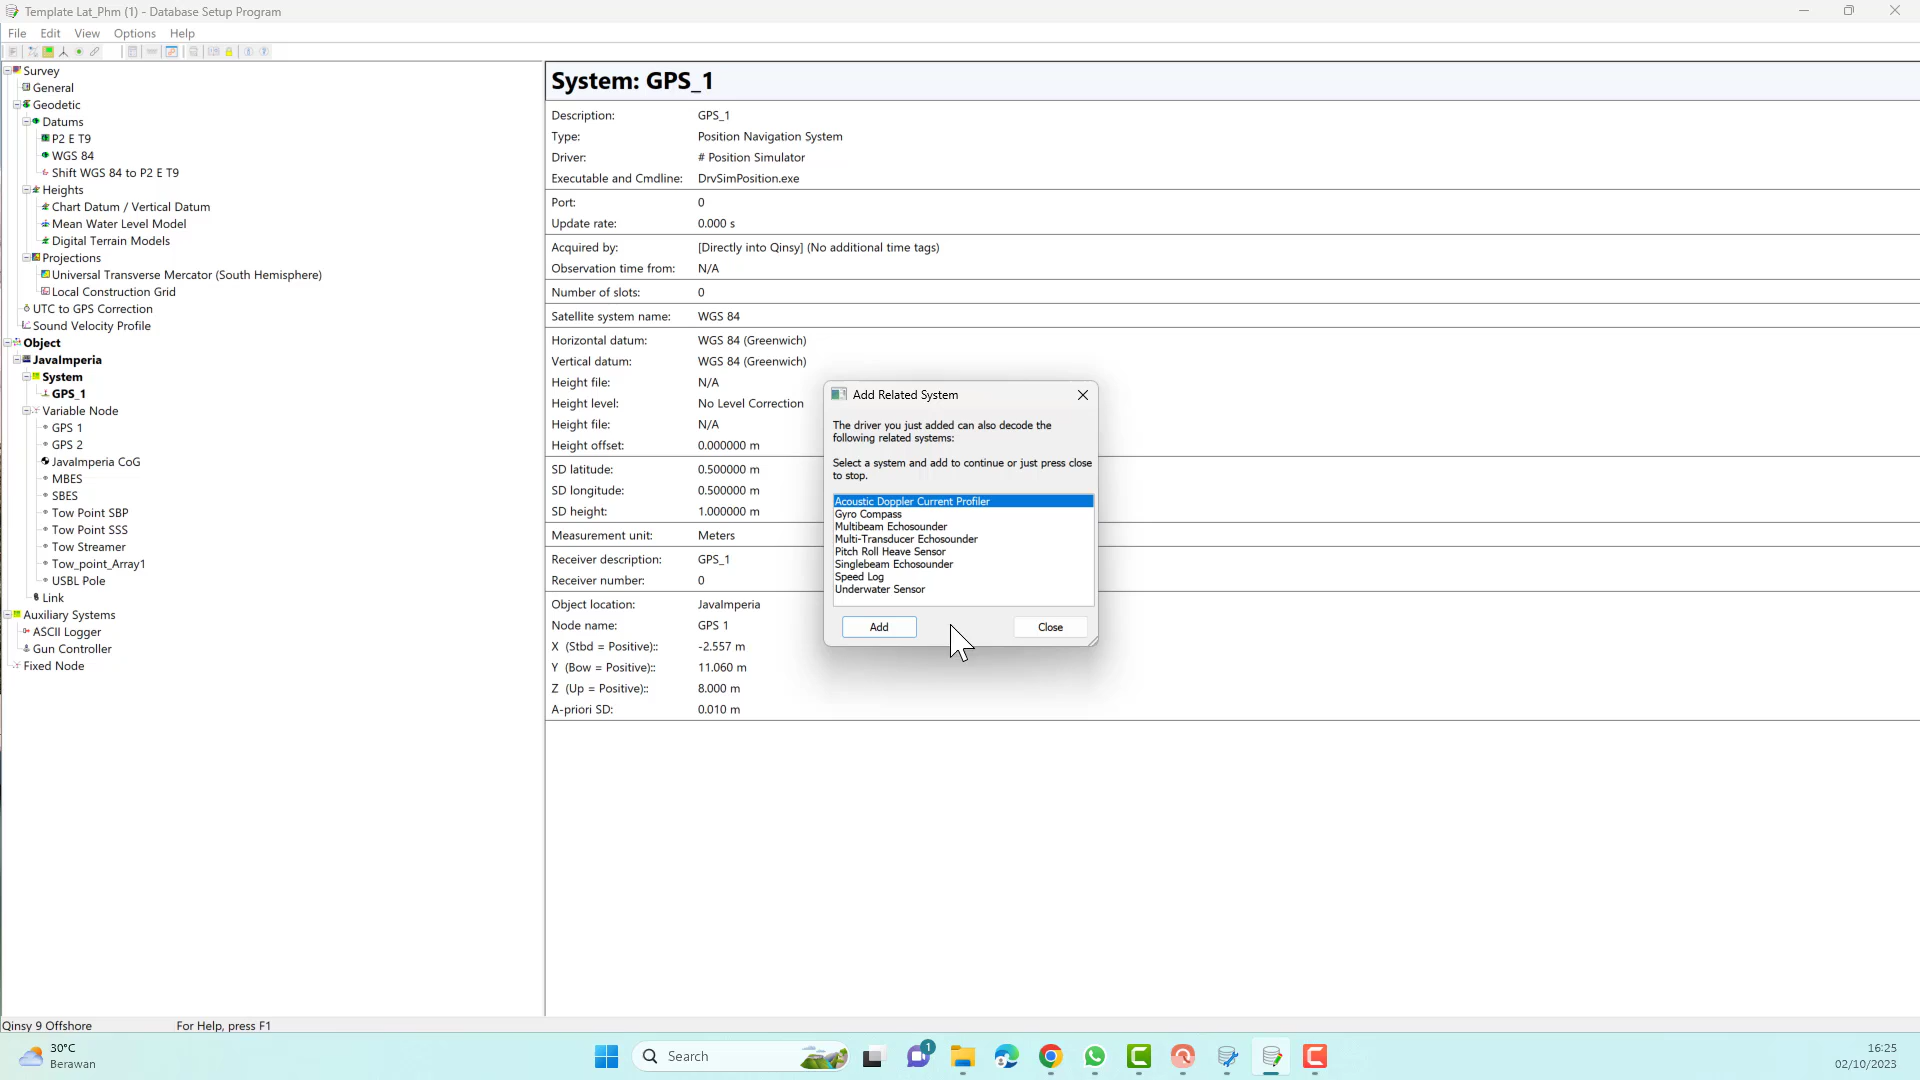 Template Lat_Phm (1) - Database Setup Program
File Edit View Options Help
Survey
General
Geodetic
Datums
P2 E T9
WGS 84
Shift WGS 84 to P2 E T9
Heights
Chart Datum / Vertical Datum
Mean Water Level Model
Digital Terrain Models
Projections
Universal Transverse Mercator (South Hemisphere)
Local Construction Grid
UTC to GPS Correction
Sound Velocity Profile
Object
JavaImperia
System
GPS_1
Variable Node
GPS 1
GPS 2
JavaImperia CoG
MBES
SBES
Tow Point SBP
Tow Point SSS
Tow Streamer
Tow_point_Array1
USBL Pole
Link
Auxiliary Systems
ASCII Logger
Gun Controller
Fixed Node
System: GPS_1
Description: GPS_1
Type: Position Navigation System
Driver: # Position Simulator
Executable and Cmdline: DrvSimPosition.exe
Port: 0
Update rate: 0.000 s
Acquired by: [Directly into Qinsy] (No additional time tags)
Observation time from: N/A
Number of slots: 0
Satellite system name: WGS 84
Horizontal datum: WGS 84 (Greenwich)
Vertical datum: WGS 84 (Greenwich)
Height file: N/A
Height level: No Level Correction
Height file: N/A
Height offset: 0.000000 m
SD latitude: 0.500000 m
SD longitude: 0.500000 m
SD height: 1.000000 m
Measurement unit: Meters
Receiver description: GPS_1
Receiver number: 0
Object location: JavaImperia
Node name: GPS 1
X (Stbd = Positive):: -2.557 m
Y (Bow = Positive):: 11.060 m
Z (Up = Positive):: 8.000 m
A-priori SD: 0.010 m
Add Related System
The driver you just added can also decode the
following related systems:
Select a system and add to continue or just press close
to stop.
Acoustic Doppler Current Profiler
Gyro Compass
Multibeam Echosounder
Multi-Transducer Echosounder
Pitch Roll Heave Sensor
Singlebeam Echosounder
Speed Log
Underwater Sensor
Add Close
Qinsy 9 Offshore For Help, press F1
30°C
Berawan
Search
1
16:25
02/10/2023